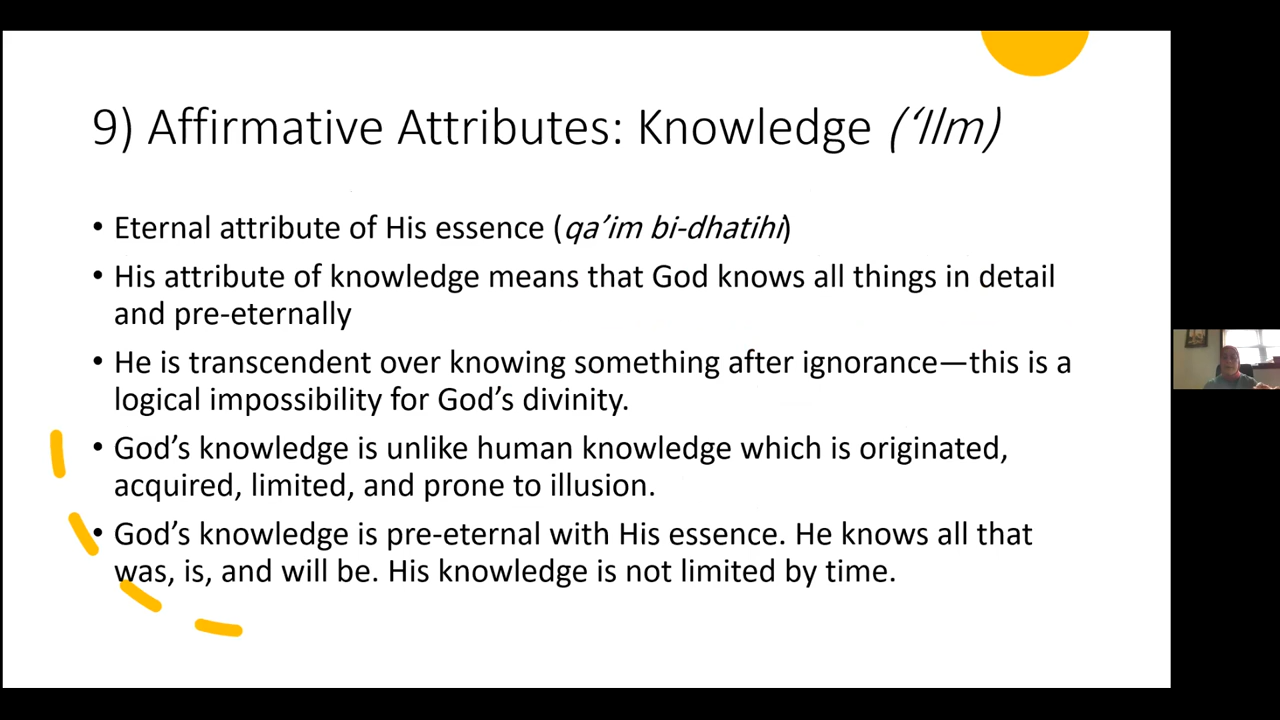 9) Affirmative Attributes: Knowledge (‘Ilm)
• Eternal attribute of His essence (qa’im bi-dhatihi)
• His attribute of knowledge means that God knows all things in detail
and pre-eternally
• He is transcendent over knowing something after ignorance—this is a
logical impossibility for God’s divinity.
• God’s knowledge is unlike human knowledge which is originated,
acquired, limited, and prone to illusion.
• God’s knowledge is pre-eternal with His essence. He knows all that
was, is, and will be. His knowledge is not limited by time.